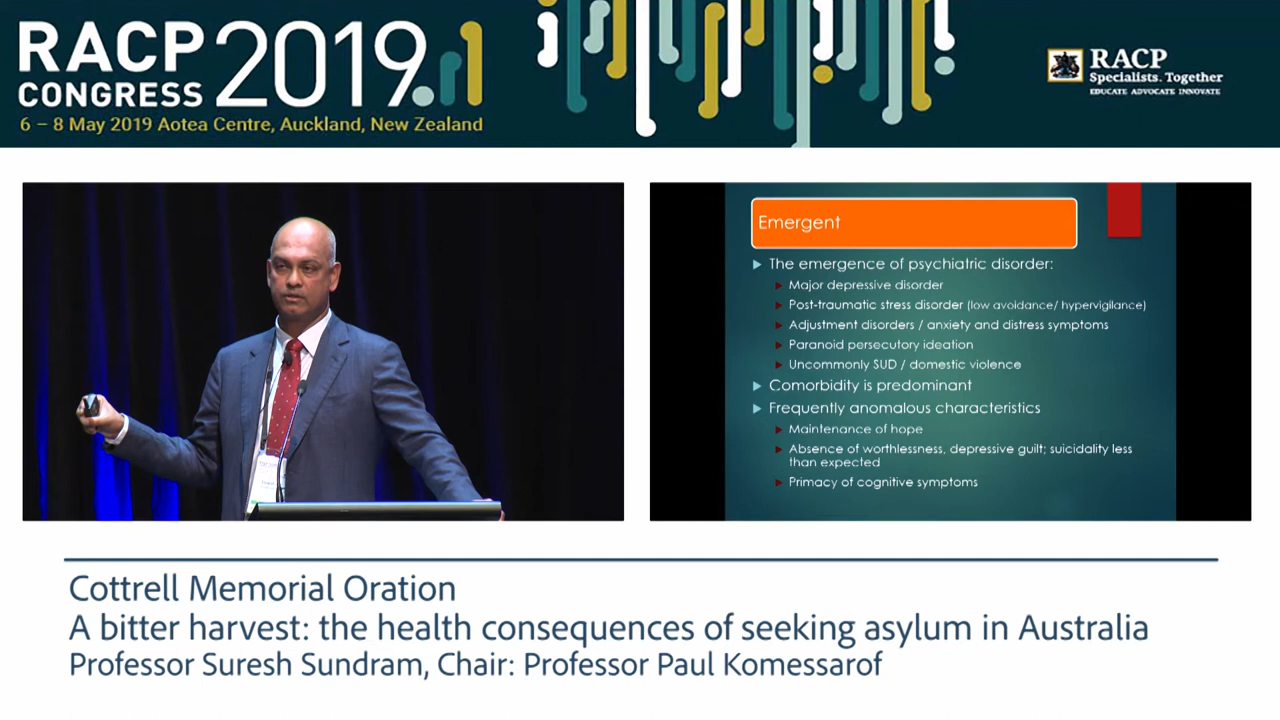 RACP
CONGRESS
2019
6 – 8 May 2019 Aotea Centre, Auckland, New Zealand
RACP
Specialists. Together
EDUCATE ADVOCATE INNOVATE
Emergent
The emergence of psychiatric disorder:
Major depressive disorder
Post-traumatic stress disorder (low avoidance/ hypervigilance)
Adjustment disorders / anxiety and distress symptoms
Paranoid persecutory ideation
Uncommonly SUD / domestic violence
Comorbidity is predominant
Frequently anomalous characteristics
Maintenance of hope
Absence of worthlessness, depressive guilt; suicidality less
than expected
Primacy of cognitive symptoms
Cottrell Memorial Oration
A bitter harvest: the health consequences of seeking asylum in Australia
Professor Suresh Sundram, Chair: Professor Paul Komessarof